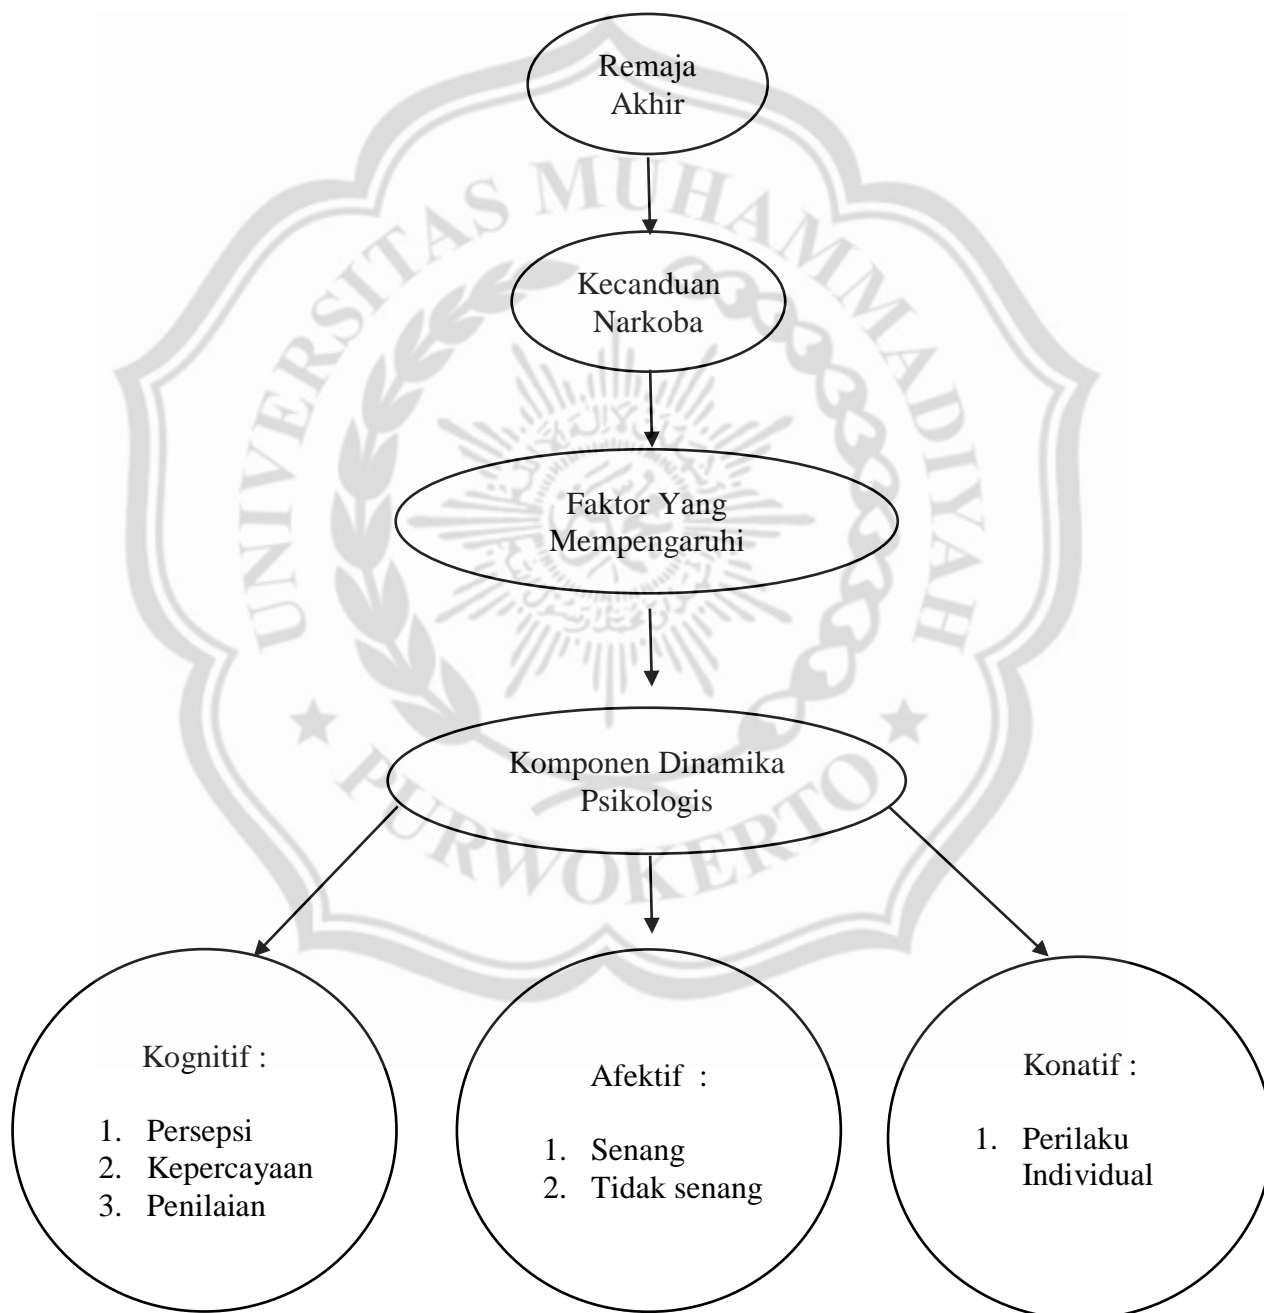 Remaja
Akhir
UNIVERSITAS MUHAMMADIYAH
Kecanduan
Narkoba
Faktor Yang
Mempengaruhi
Komponen Dinamika
Psikologis
PURWOKERTO
Kognitif :
1. Persepsi
2. Kepercayaan
3. Penilaian
Afektif :
1. Senang
2. Tidak senang
Konatif :
1. Perilaku
Individual